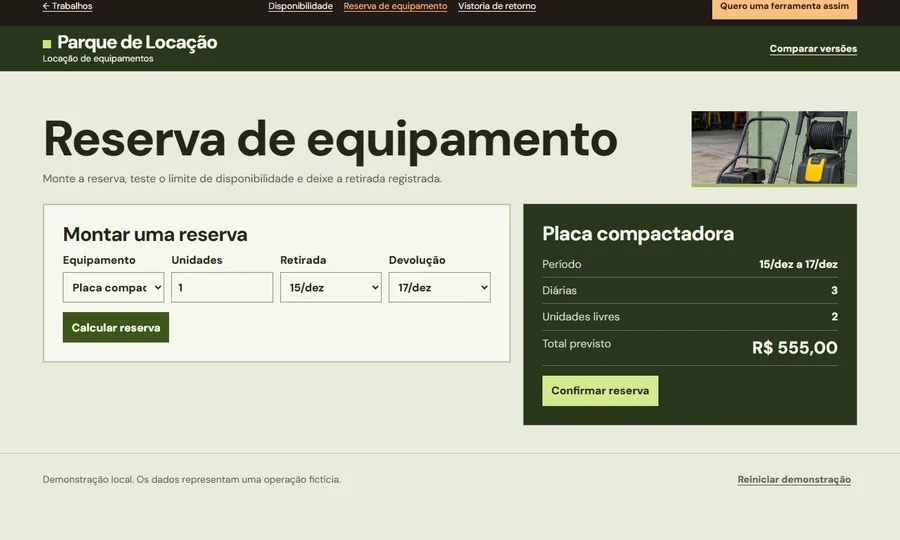 ← Trabalhos
Disponibilidade Reserva de equipamento Vistoria de retorno
Quero uma ferramenta assim
Parque de Locação
Locação de equipamentos
Comparar versões
Reserva de equipamento
Monte a reserva, teste o limite de disponibilidade e deixe a retirada registrada.
Montar uma reserva
Equipamento Unidades Retirada Devolução
Placa compac 1 15/dez 17/dez
Calcular reserva
Placa compactadora
Período 15/dez a 17/dez
Diárias 3
Unidades livres 2
Total previsto R$ 555,00
Confirmar reserva
Demonstração local. Os dados representam uma operação fictícia.
Reiniciar demonstração